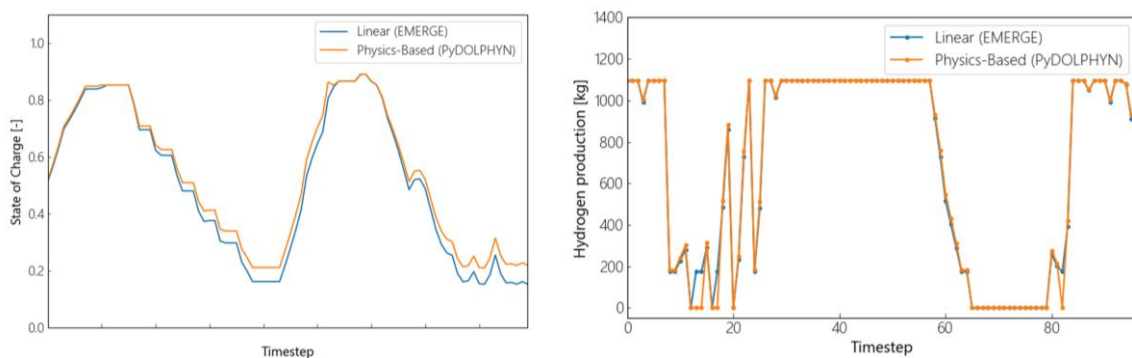 1.0
0.8
0.6
0.4
0.2
0.0
State of Charge [-]
Timestep
Linear (EMERGE)
Physics-Based (PyDOLPHYN)
1400
1200
1000
800
600
400
200
0
Hydrogen production [kg]
0 20 40 60 80
Timestep
Linear (EMERGE)
Physics-Based (PyDOLPHYN)